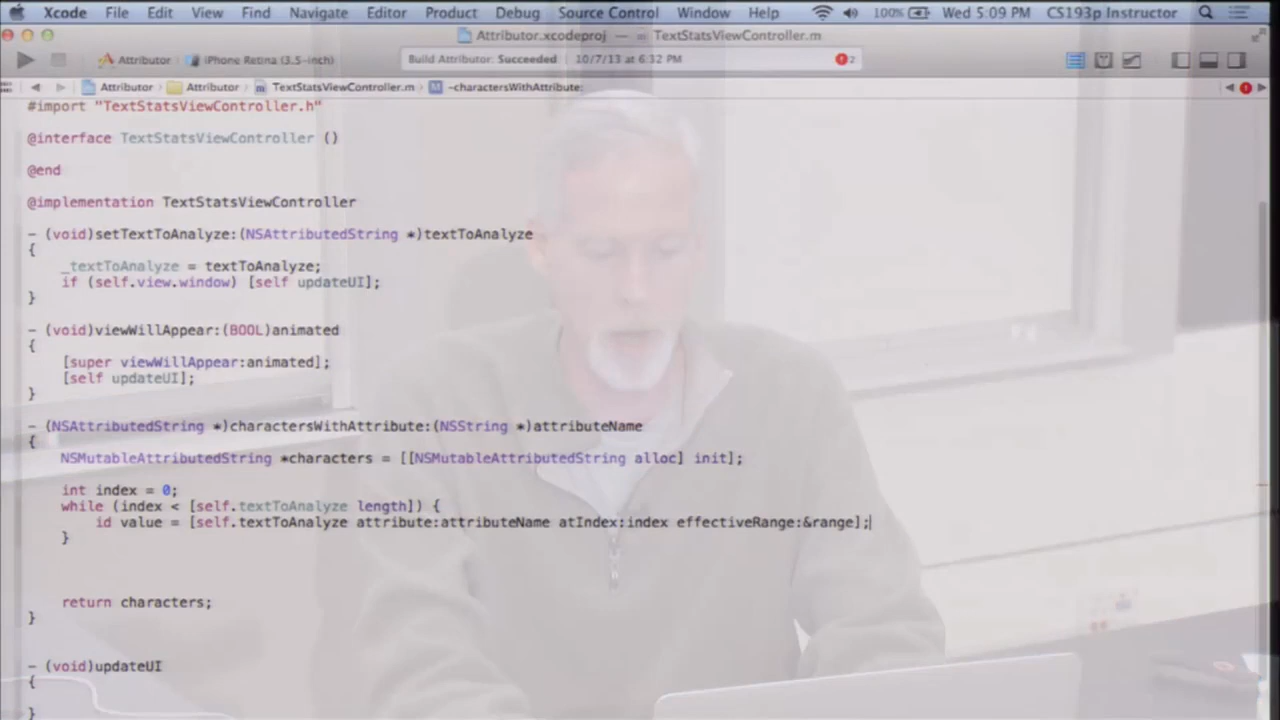 Xcode File Edit View Find Navigate Editor Product Debug Source Control Window Help 100% Wed 5:09 PM CS193p Instructor
Attributor.xcodeproj — TextStatsViewController.m
Attributor iPhone Retina (3.5-inch) Build Attributor: Succeeded 10/7/13 at 6:32 PM 2
Attributor Attributor TextStatsViewController.m -charactersWithAttribute:
#import "TextStatsViewController.h"
@interface TextStatsViewController ()
@end
@implementation TextStatsViewController
- (void)setTextToAnalyze:(NSAttributedString *)textToAnalyze
{
_textToAnalyze = textToAnalyze;
if (self.view.window) [self updateUI];
}
- (void)viewWillAppear:(BOOL)animated
{
[super viewWillAppear:animated];
[self updateUI];
}
- (NSAttributedString *)charactersWithAttribute:(NSString *)attributeName
{
NSMutableAttributedString *characters = [[NSMutableAttributedString alloc] init];
int index = 0;
while (index < [self.textToAnalyze length]) {
id value = [self.textToAnalyze attribute:attributeName atIndex:index effectiveRange:&range];
}
return characters;
}
- (void)updateUI
{
}